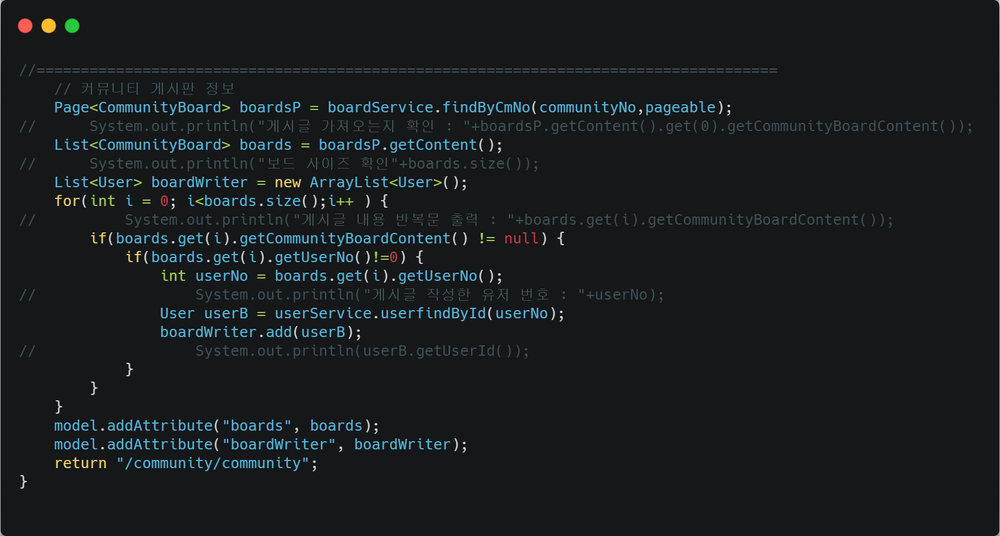 //====================================================================================
    // 커뮤니티 게시판 정보
    Page<CommunityBoard> boardsP = boardService.findByCmNo(communityNo,pageable);
//      System.out.println("게시글 가져오는지 확인 : "+boardsP.getContent().get(0).getCommunityBoardContent());
    List<CommunityBoard> boards = boardsP.getContent();
//      System.out.println("보드 사이즈 확인"+boards.size());
    List<User> boardWriter = new ArrayList<User>();
    for(int i = 0; i<boards.size();i++ ) {
//          System.out.println("게시글 내용 반복문 출력 : "+boards.get(i).getCommunityBoardContent());
        if(boards.get(i).getCommunityBoardContent() != null) {
            if(boards.get(i).getUserNo()!=0) {
                int userNo = boards.get(i).getUserNo();
//                  System.out.println("게시글 작성한 유저 번호 : "+userNo);
                User userB = userService.userfindById(userNo);
                boardWriter.add(userB);
//                  System.out.println(userB.getUserId());
            }
        }
    }
    model.addAttribute("boards", boards);
    model.addAttribute("boardWriter", boardWriter);
    return "/community/community";
}